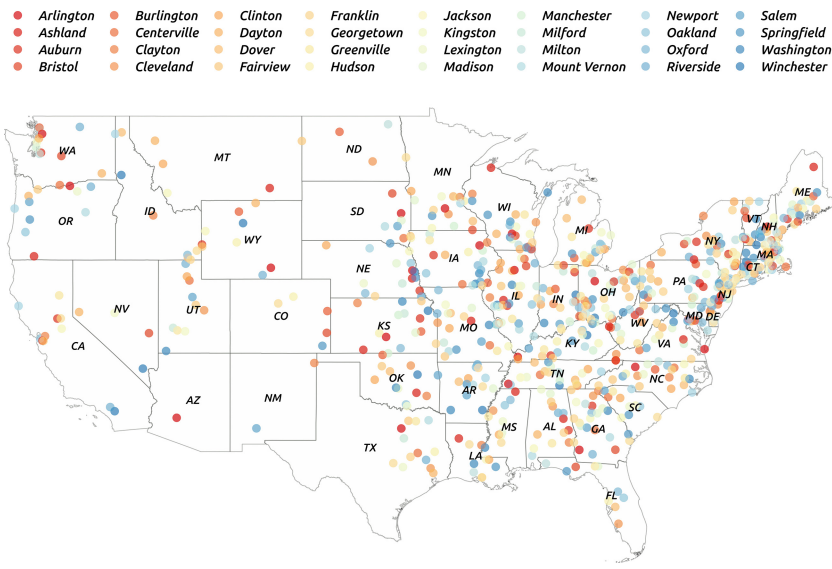 Arlington Burlington Clinton Franklin Jackson Manchester Newport Salem
Ashland Centerville Dayton Georgetown Kingston Milford Oakland Springfield
Auburn Clayton Dover Greenville Lexington Milton Oxford Washington
Bristol Cleveland Fairview Hudson Madison Mount Vernon Riverside Winchester
WA MT ND MN ME
OR ID WY SD WI MI NY VT NH
MA
CT
NV UT CO NE IA IL IN OH PA NJ
CA KS MO KY WV MD DE
VA
AZ NM OK AR TN NC
SC
TX LA MS AL GA
FL